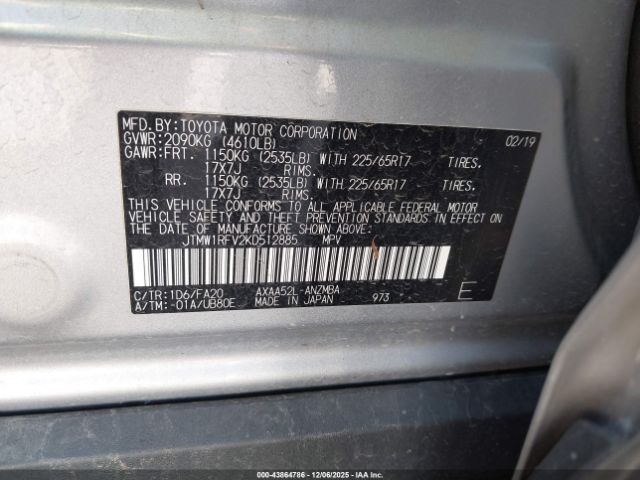 MFD.BY:TOYOTA MOTOR CORPORATION 02/19
GVWR:2090KG (4610LB)
GAWR:FRT. 1150KG (2535LB) WITH 225/65R17 TIRES.
17X7J RIMS.
RR. 1150KG (2535LB) WITH 225/65R17 TIRES.
17X7J RIMS.
THIS VEHICLE CONFORMS TO ALL APPLICABLE FEDERAL MOTOR
VEHICLE SAFETY AND THEFT PREVENTION STANDARDS IN EFFECT ON
THE DATE OF MANUFACTURE SHOWN ABOVE.
JTMW1RFV2KD512885 MPV
C/TR:1D6/FA20 AXAA52L-ANZMBA
A/TM:-01A/UB80E MADE IN JAPAN 973 E
00-43864786 - 12/06/2025 - IAAI.COM